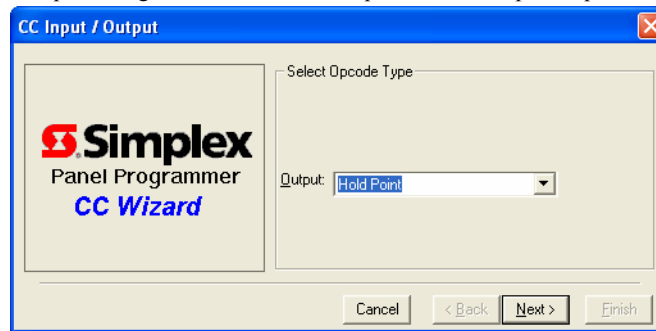 CC Input / Output
Select Opcode Type
Simplex
Panel Programmer
CC Wizard
Output: Hold Point
Cancel
< Back
Next >
Finish